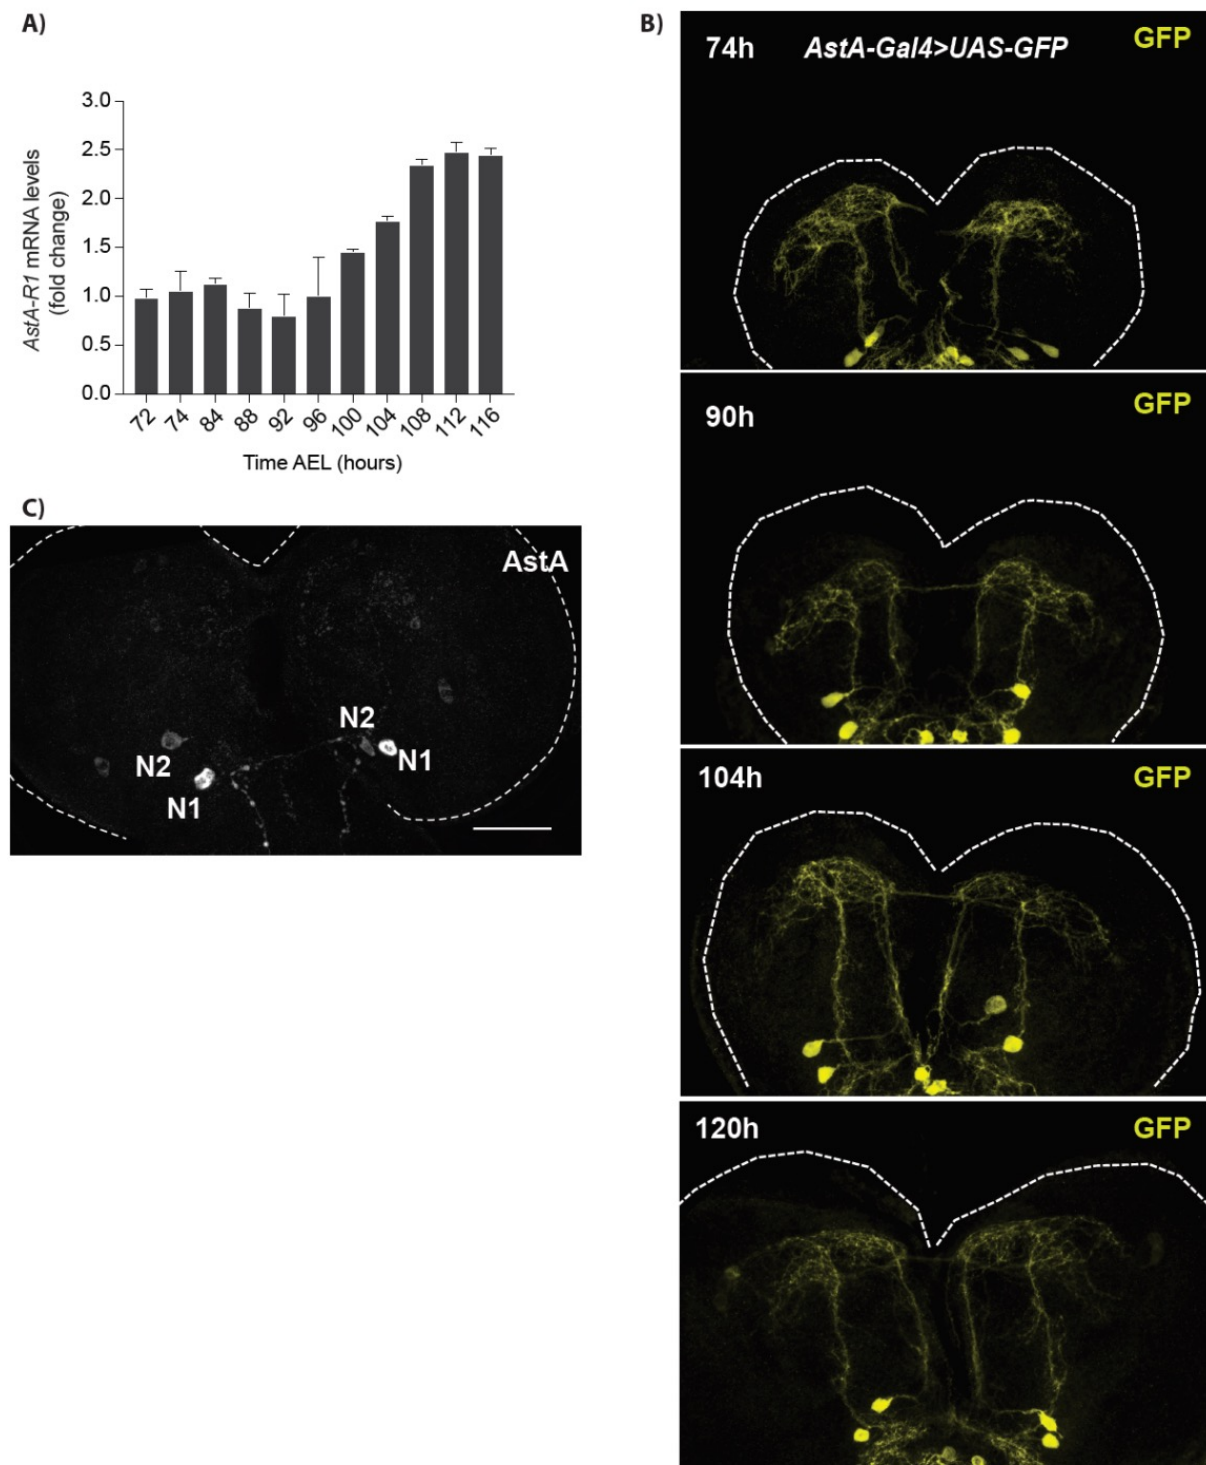 A)
3.0
2.5
2.0
1.5
1.0
0.5
0.0
AstA-R1 mRNA levels
(fold change)
72 74 84 88 92 96 100 104 108 112 116
Time AEL (hours)
B)
74h AstA-Gal4>UAS-GFP GFP
90h GFP
104h GFP
120h GFP
C)
AstA
N2
N1
N2
N1